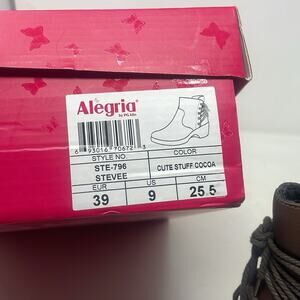 Alegria®
by PG Lite
6 93016 70672 3
STYLE NO. COLOR
STE-796 CUTE STUFF COCOA
STEVEE
EUR US CM
39 9 25.5